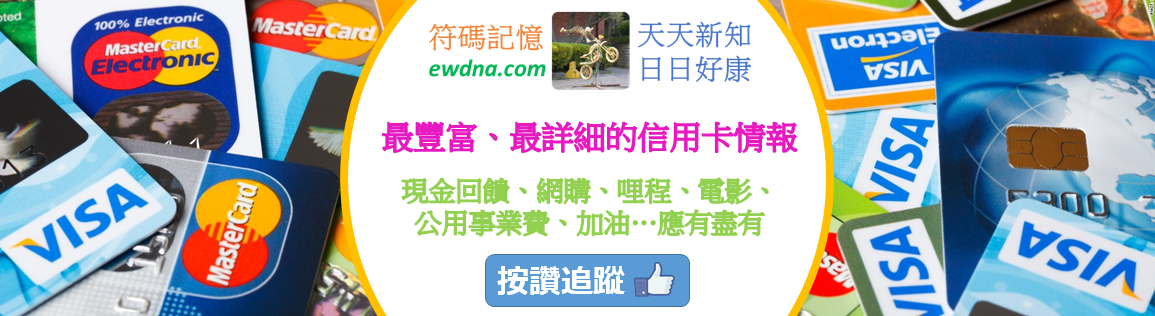 符碼記憶
ewdna.com
天天新知
日日好康
最豐富、最詳細的信用卡情報
現金回饋、網購、哩程、電影、
公用事業費、加油…應有盡有
按讚追蹤
100% Electronic
MasterCard
Electronic
MasterCard
VISA
MasterCard
Electron
VISA
VISA
VISA
VISA